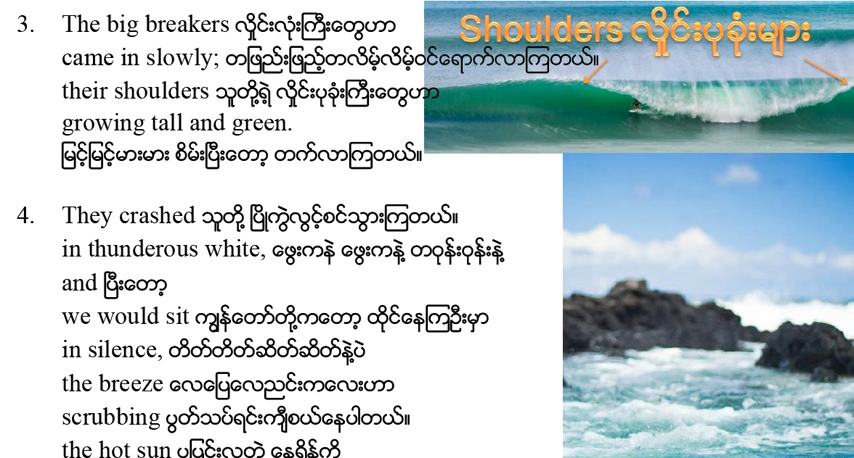 Shoulders လှိုင်းပုခုံးများ
3. The big breakers လှိုင်းလုံးကြီးတွေဟာ
came in slowly; တဖြည်းဖြည့်တလိမ့်လိမ့်ဝင်ရောက်လာကြတယ်။
their shoulders သူတို့ရဲ့ လှိုင်းပုခုံးကြီးတွေဟာ
growing tall and green.
မြင့်မြင့်မားမား စိမ်းပြီးတော့ တက်လာကြတယ်။
4. They crashed သူတို့ ပြိုကွဲလွင့်စင်သွားကြတယ်။
in thunderous white, ဖွေးကနဲ ဖွေးကနဲ့ တဝုန်းဝုန်းနဲ့
and ပြီးတော့
we would sit ကျွန်တော်တို့ကတော့ ထိုင်နေကြဦးမှာ
in silence, တိတ်တိတ်ဆိတ်ဆိတ်နဲ့ပဲ
the breeze လေပြေလေညင်းကလေးဟာ
scrubbing ပွတ်သပ်ရင်းကျီစယ်နေပါတယ်။
the hot sun ပူပြင်းလှတဲ့ နေရှိန်ကို